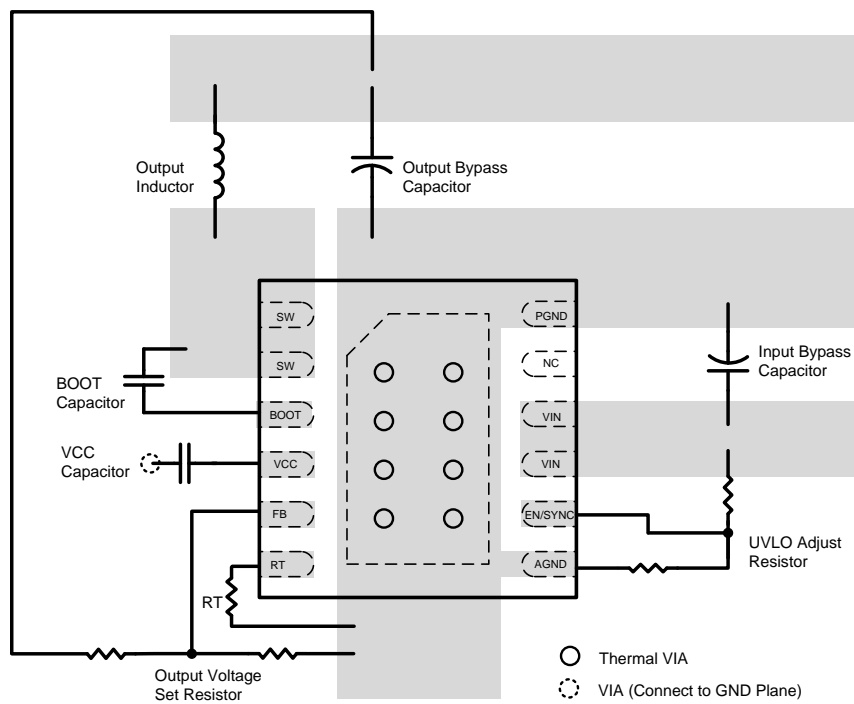 Output
Inductor
Output Bypass
Capacitor
SW
PGND
SW
NC
Input Bypass
Capacitor
BOOT
Capacitor
BOOT
VIN
VCC
Capacitor
VCC
VIN
FB
EN/SYNC
UVLO Adjust
Resistor
RT
AGND
RT
Output Voltage
Set Resistor
Thermal VIA
VIA (Connect to GND Plane)